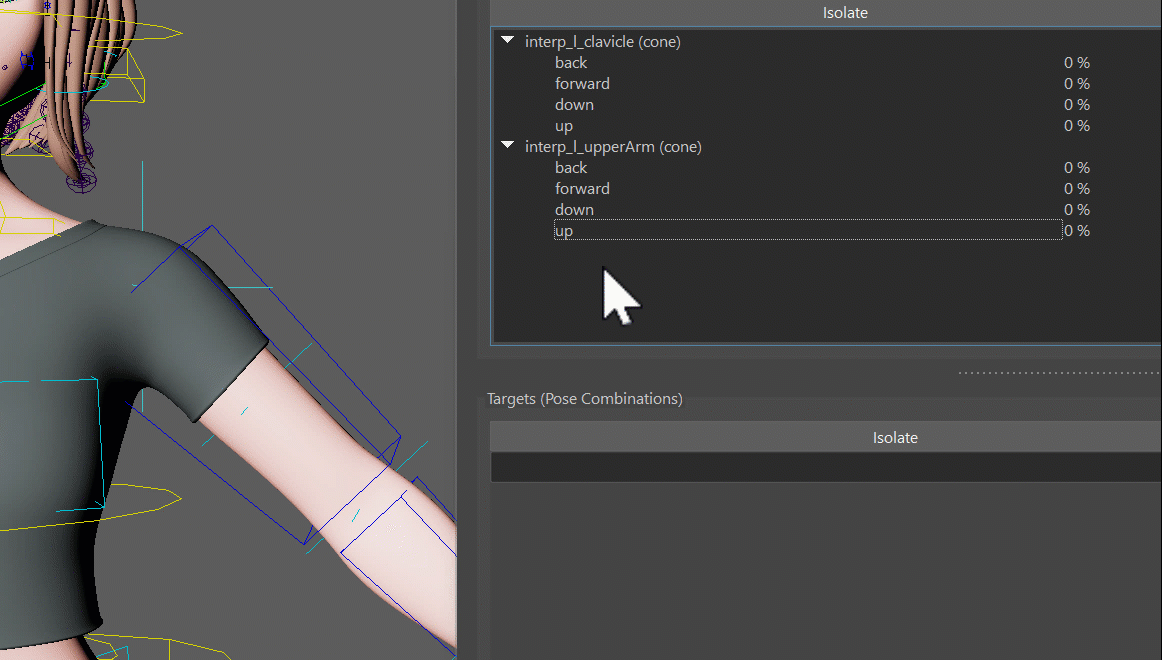 Isolate
interp_l_clavicle (cone)
back 0 %
forward 0 %
down 0 %
up 0 %
interp_l_upperArm (cone)
back 0 %
forward 0 %
down 0 %
up 0 %
Targets (Pose Combinations)
Isolate